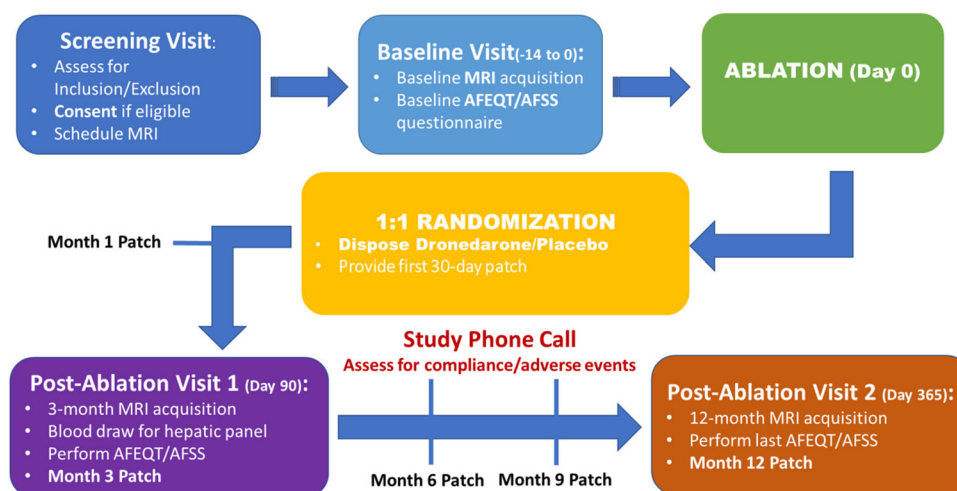 Screening Visit:
• Assess for
Inclusion/Exclusion
• Consent if eligible
• Schedule MRI
Baseline Visit(-14 to 0):
• Baseline MRI acquisition
• Baseline AFEQT/AFSS
questionnaire
ABLATION (Day 0)
1:1 RANDOMIZATION
• Dispose Dronedarone/Placebo
• Provide first 30-day patch
Month 1 Patch
Study Phone Call
Assess for compliance/adverse events
Post-Ablation Visit 1 (Day 90):
• 3-month MRI acquisition
• Blood draw for hepatic panel
• Perform AFEQT/AFSS
• Month 3 Patch
Month 6 Patch
Month 9 Patch
Post-Ablation Visit 2 (Day 365):
• 12-month MRI acquisition
• Perform last AFEQT/AFSS
• Month 12 Patch